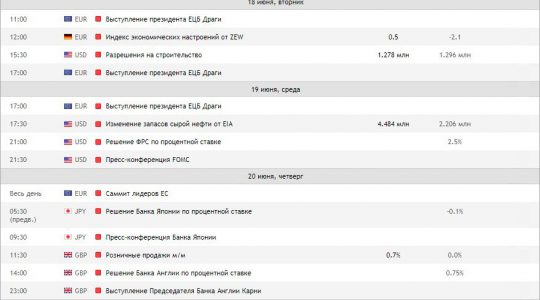 18 июня, вторник
11:00 EUR Выступление президента ЕЦБ Драги
12:00 EUR Индекс экономических настроений от ZEW 0.5 -2.1
15:30 USD Разрешения на строительство 1.278 млн 1.296 млн
17:00 EUR Выступление президента ЕЦБ Драги
19 июня, среда
17:00 EUR Выступление президента ЕЦБ Драги
17:30 USD Изменение запасов сырой нефти от EIA 4.484 млн 2.206 млн
21:00 USD Решение ФРС по процентной ставке 2.5%
21:30 USD Пресс-конференция FOMC
20 июня, четверг
Весь день EUR Саммит лидеров ЕС
05:30 (предв.) JPY Решение Банка Японии по процентной ставке -0.1%
09:30 JPY Пресс-конференция Банка Японии
11:30 GBP Розничные продажи м/м 0.7% 0.0%
14:00 GBP Решение Банка Англии по процентной ставке 0.75%
23:00 GBP Выступление Председателя Банка Англии Карни